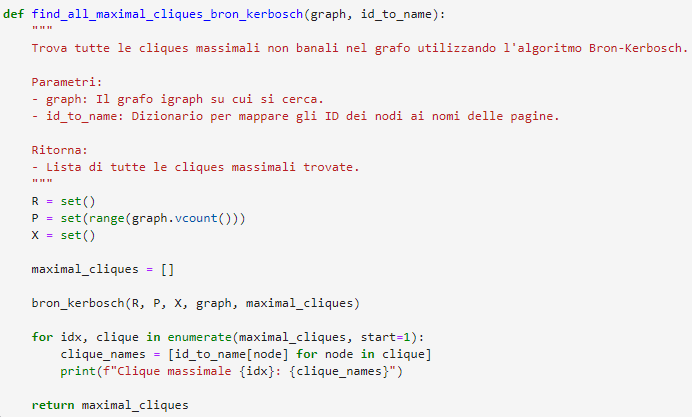 def find_all_maximal_cliques_bron_kerbosch(graph, id_to_name):
    """
    Trova tutte le cliques massimali non banali nel grafo utilizzando l'algoritmo Bron-Kerbosch.

    Parametri:
    - graph: Il grafo igraph su cui si cerca.
    - id_to_name: Dizionario per mappare gli ID dei nodi ai nomi delle pagine.

    Ritorna:
    - Lista di tutte le cliques massimali trovate.
    """
    R = set()
    P = set(range(graph.vcount()))
    X = set()

    maximal_cliques = []

    bron_kerbosch(R, P, X, graph, maximal_cliques)

    for idx, clique in enumerate(maximal_cliques, start=1):
        clique_names = [id_to_name[node] for node in clique]
        print(f"Clique massimale {idx}: {clique_names}")

    return maximal_cliques